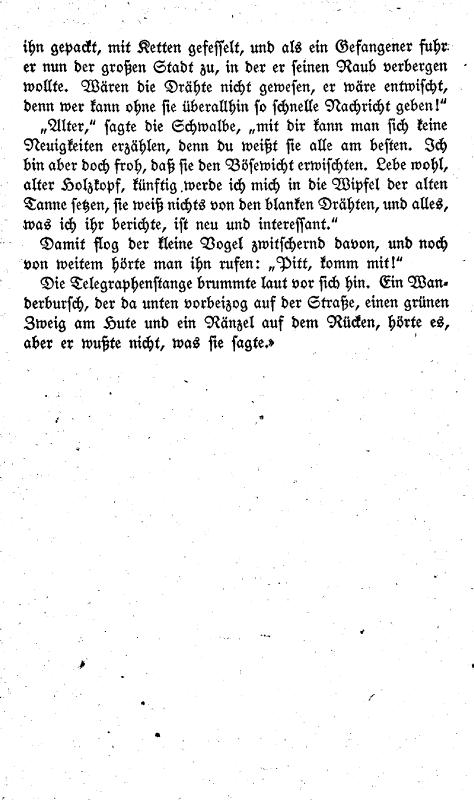 ihn gepackt, mit Ketten gefesselt, und als ein Gefangener fuhr
er nun der großen Stadt zu, in der er seinen Raub verbergen
wollte. Wären die Drähte nicht gewesen, er wäre entwischt,
denn wer kann ohne sie überallhin so schnelle Nachricht geben!“
„Alter,“ sagte die Schwalbe, „mit dir kann man sich keine
Neuigkeiten erzählen, denn du weißt sie alle am besten. Ich
bin aber doch froh, daß sie den Bösewicht erwischten. Lebe wohl,
alter Holzkopf, künftig werde ich mich in die Wipfel der alten
Tanne setzen, sie weiß nichts von den blanken Drähten, und alles,
was ich ihr berichte, ist neu und interessant.“
Damit flog der kleine Vogel zwitschernd davon, und noch
von weitem hörte man ihn rufen: „Pitt, komm mit!“
Die Telegraphenstange brummte laut vor sich hin. Ein Wan-
derbursch, der da unten vorbeizog auf der Straße, einen grünen
Zweig am Hute und ein Ränzel auf dem Rücken, hörte es,
aber er wußte nicht, was sie sagte.